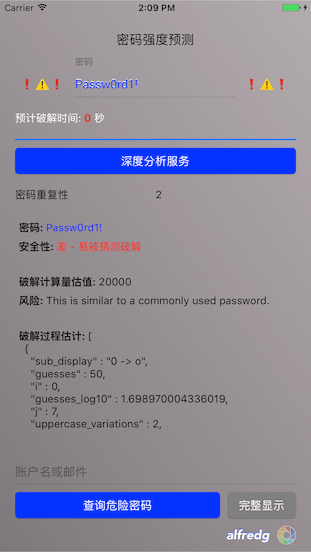 Carrier 2:09 PM
密码强度预测
密码
❗⚠️❗ Passw0rd1! ❗⚠️❗
预计破解时间: 0 秒
深度分析服务
密码重复性 2
密码: Passw0rd1!
安全性: 差 - 易被猜测破解
破解计算量估值: 20000
风险: This is similar to a commonly used password.
破解过程估计: [
{
"sub_display" : "0 -> o",
"guesses" : 50,
"i" : 0,
"guesses_log10" : 1.698970004336019,
"j" : 7,
"uppercase_variations" : 2,
账户名或邮件
查询危险密码 完整显示
alfredg